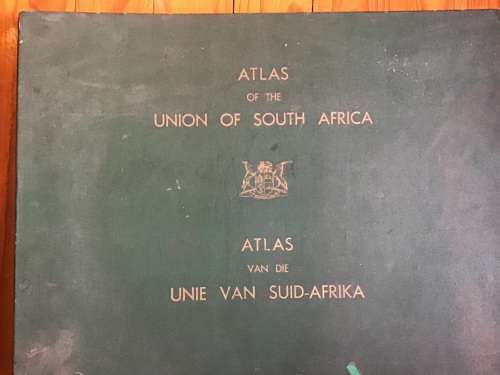 ATLAS
OF THE
UNION OF SOUTH AFRICA
ATLAS
VAN DIE
UNIE VAN SUID-AFRIKA